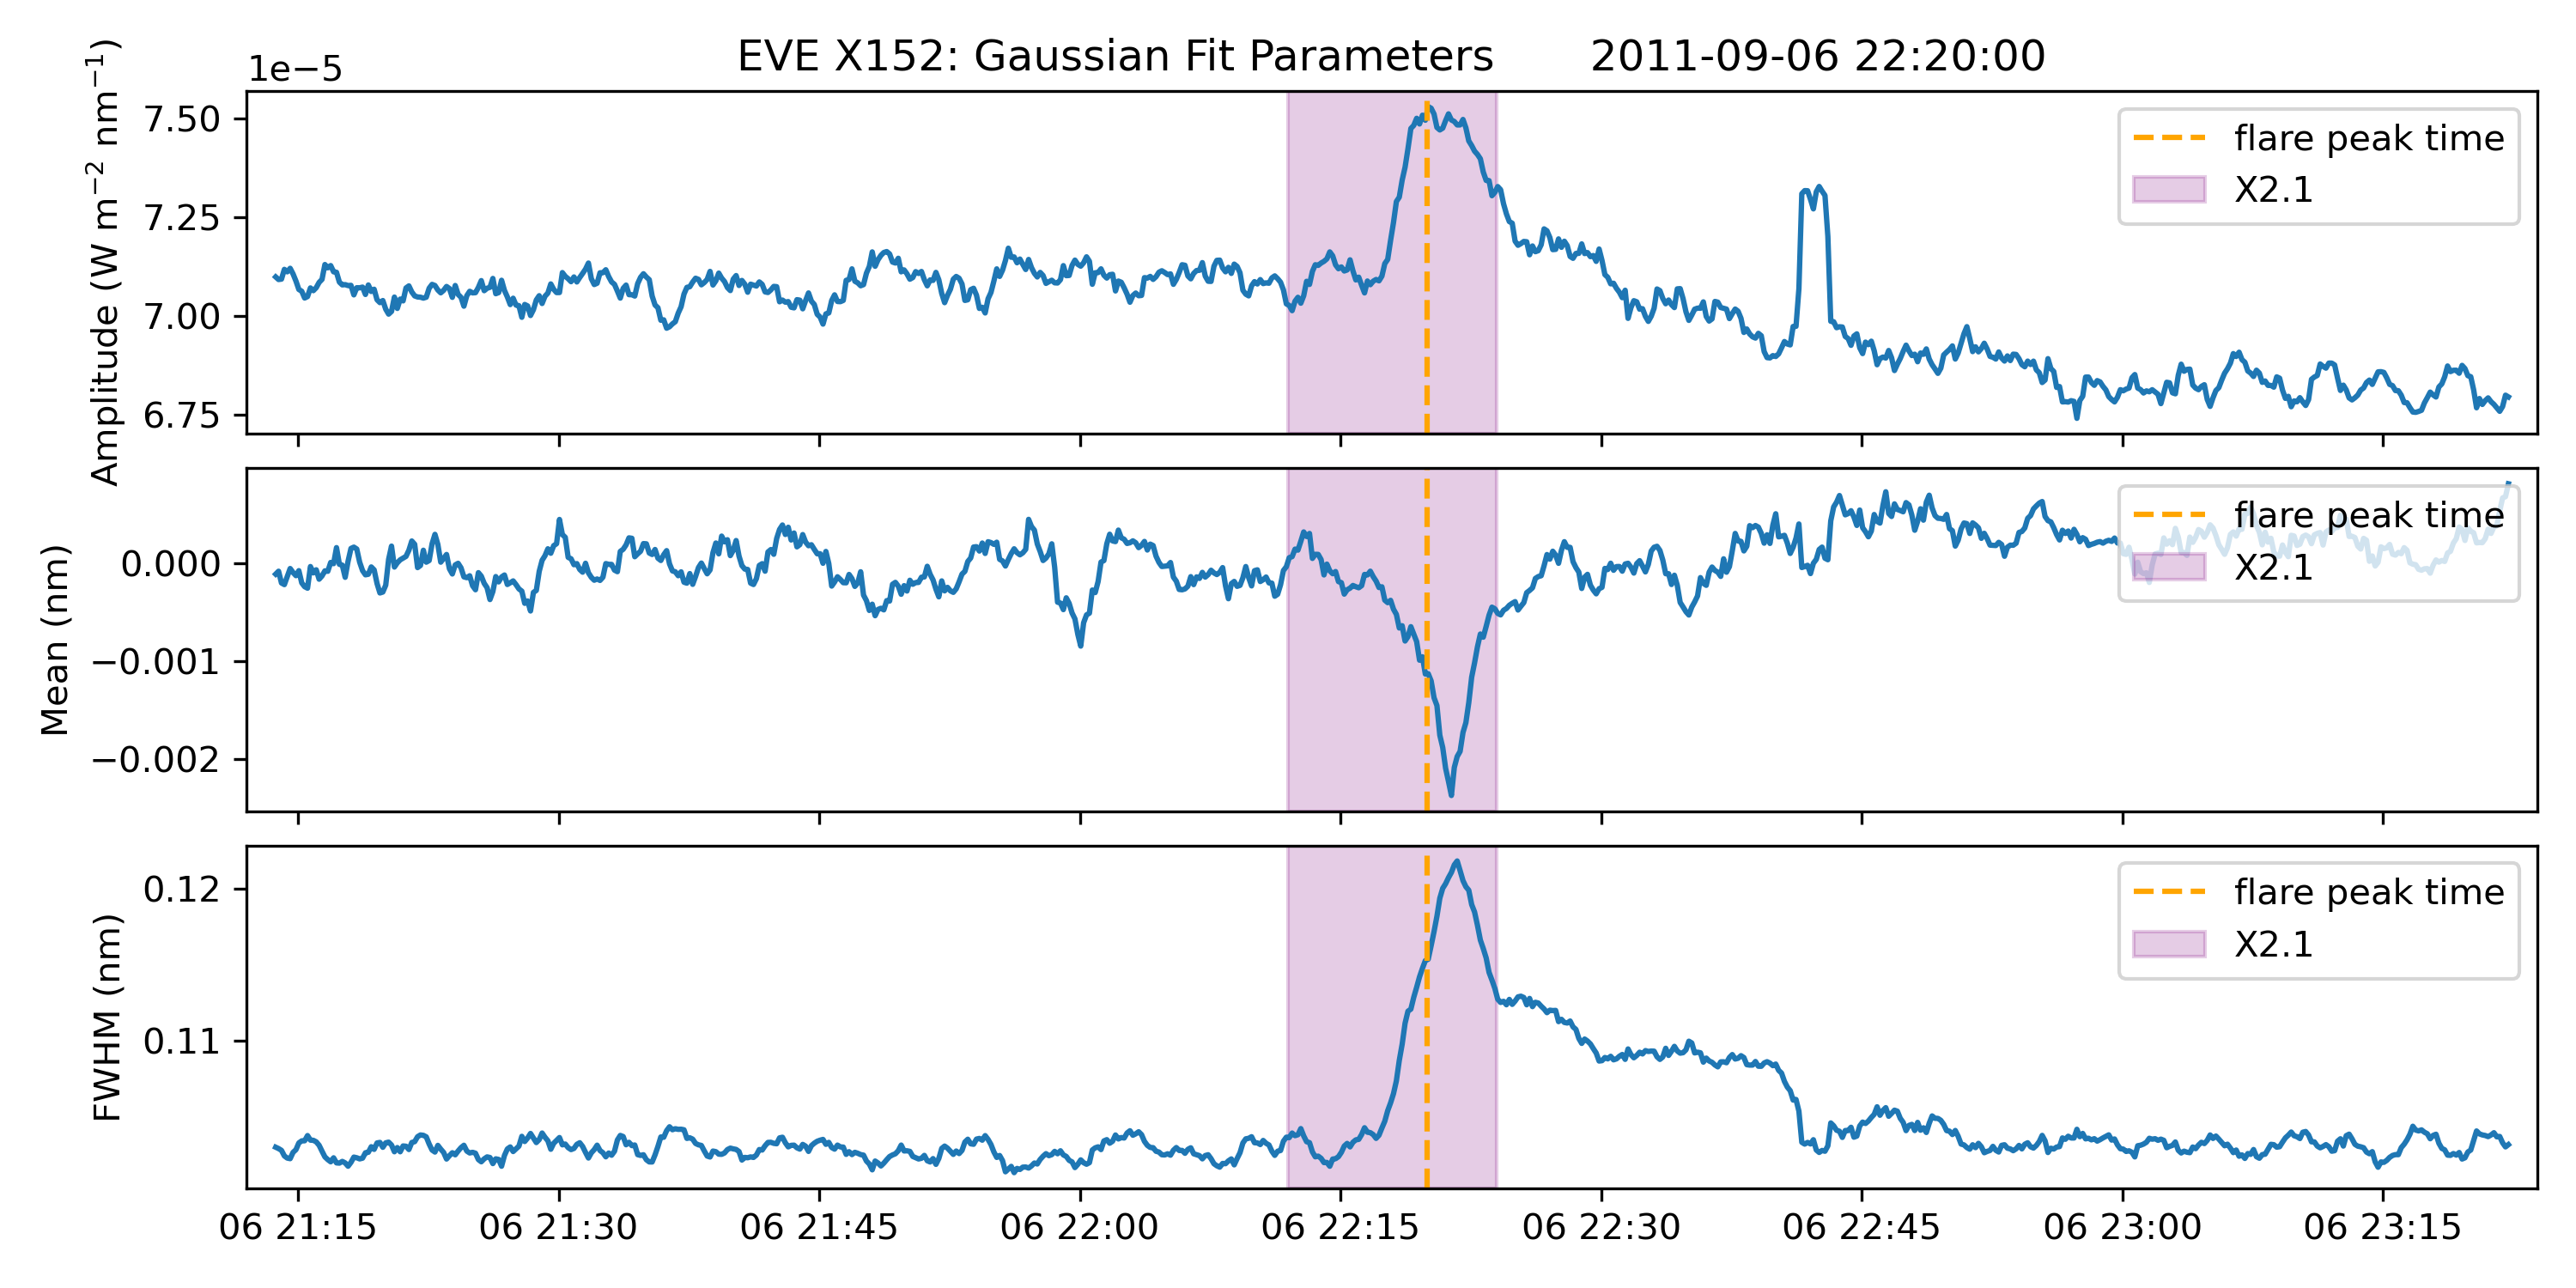 EVE X152: Gaussian Fit Parameters 2011-09-06 22:20:00
1e−5
Amplitude (W m⁻² nm⁻¹)
7.50
7.25
7.00
6.75
flare peak time
X2.1
Mean (nm)
0.000
−0.001
−0.002
flare peak time
X2.1
FWHM (nm)
0.12
0.11
flare peak time
X2.1
06 21:15 06 21:30 06 21:45 06 22:00 06 22:15 06 22:30 06 22:45 06 23:00 06 23:15